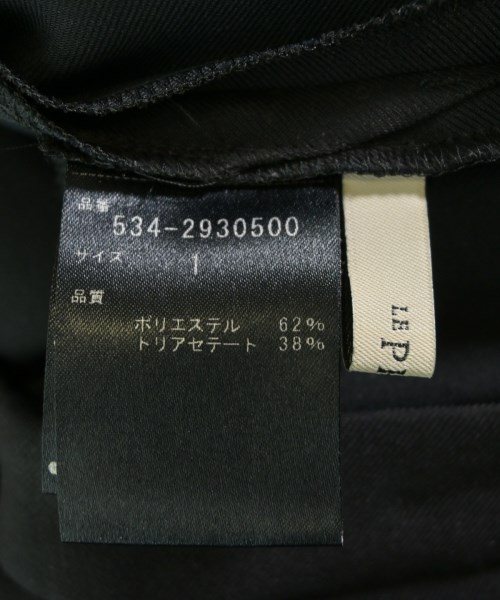 品番
534-2930500
サイズ
1
品質
ポリエステル 62%
トリアセテート 38%
LE